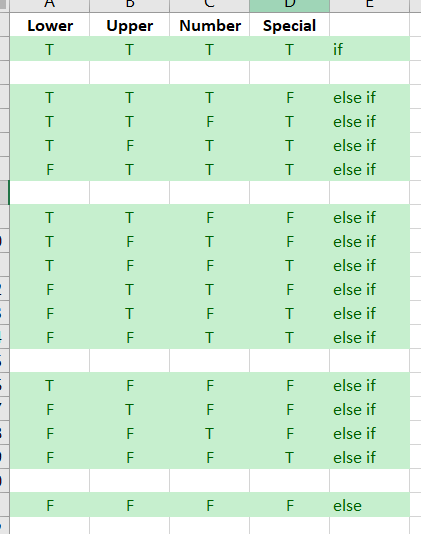 A B C D E
Lower Upper Number Special
T T T T if
T T T F else if
T T F T else if
T F T T else if
F T T T else if
T T F F else if
T F T F else if
T F F T else if
F T T F else if
F T F T else if
F F T T else if
T F F F else if
F T F F else if
F F T F else if
F F F T else if
F F F F else